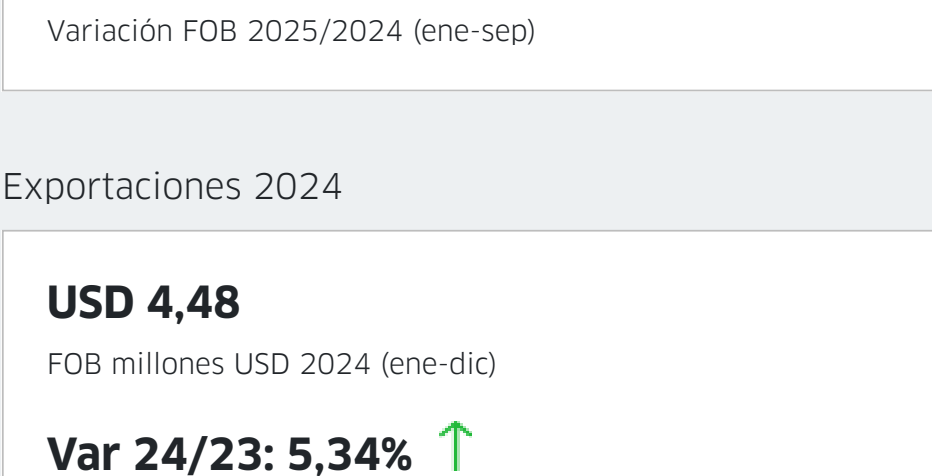 Variación FOB 2025/2024 (ene-sep)
Exportaciones 2024
USD 4,48
FOB millones USD 2024 (ene-dic)
Var 24/23: 5,34%